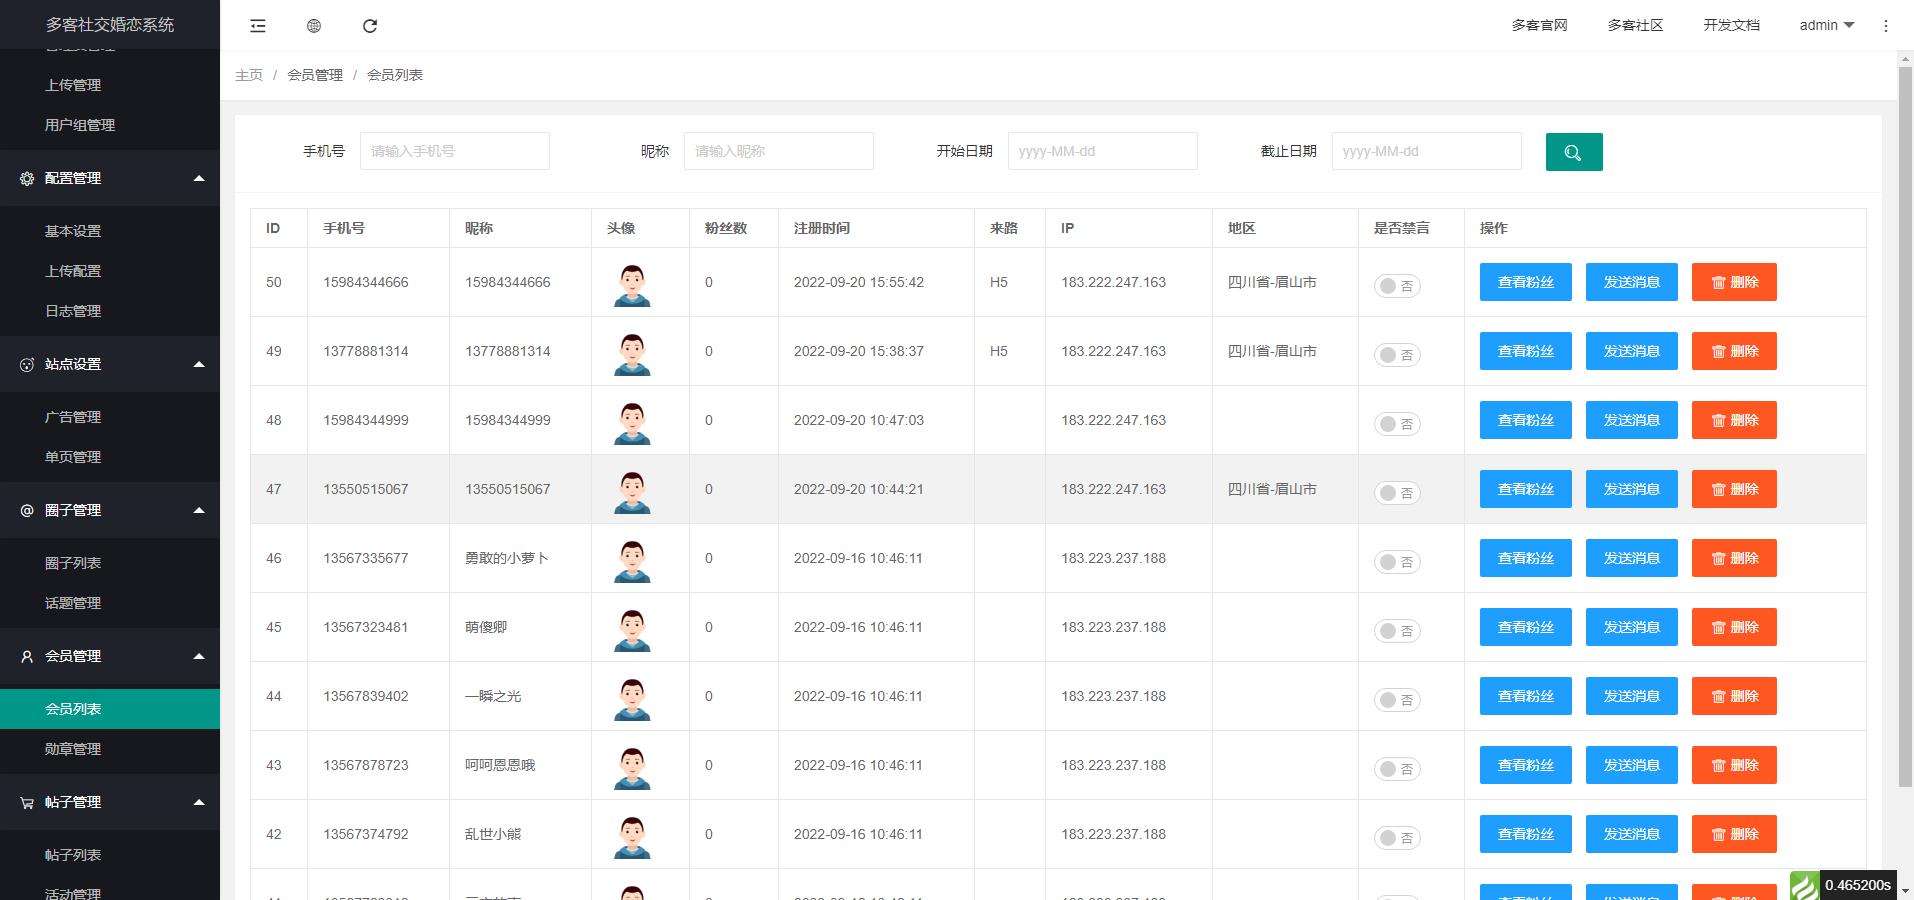 多客社交婚恋系统
多客官网 多客社区 开发文档 admin
主页 / 会员管理 / 会员列表
上传管理
用户组管理
配置管理
基本设置
上传配置
日志管理
站点设置
广告管理
单页管理
圈子管理
圈子列表
话题管理
会员管理
会员列表
勋章管理
帖子管理
帖子列表
活动管理
手机号 请输入手机号 昵称 请输入昵称 开始日期 yyyy-MM-dd 截止日期 yyyy-MM-dd
ID 手机号 昵称 头像 粉丝数 注册时间 来路 IP 地区 是否禁言 操作
50 15984344666 15984344666 0 2022-09-20 15:55:42 H5 183.222.247.163 四川省-眉山市 否 查看粉丝 发送消息 删除
49 13778881314 13778881314 0 2022-09-20 15:38:37 H5 183.222.247.163 四川省-眉山市 否 查看粉丝 发送消息 删除
48 15984344999 15984344999 0 2022-09-20 10:47:03 183.222.247.163 否 查看粉丝 发送消息 删除
47 13550515067 13550515067 0 2022-09-20 10:44:21 183.222.247.163 四川省-眉山市 否 查看粉丝 发送消息 删除
46 13567335677 勇敢的小萝卜 0 2022-09-16 10:46:11 183.223.237.188 否 查看粉丝 发送消息 删除
45 13567323481 萌傻卿 0 2022-09-16 10:46:11 183.223.237.188 否 查看粉丝 发送消息 删除
44 13567839402 一瞬之光 0 2022-09-16 10:46:11 183.223.237.188 否 查看粉丝 发送消息 删除
43 13567878723 呵呵恩恩哦 0 2022-09-16 10:46:11 183.223.237.188 否 查看粉丝 发送消息 删除
42 13567374792 乱世小熊 0 2022-09-16 10:46:11 183.223.237.188 否 查看粉丝 发送消息 删除
0.465200s